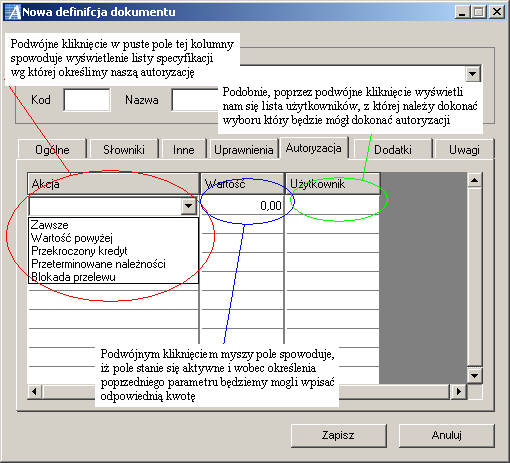 Nowa definifcja dokumentu
Podwójne kliknięcie w puste pole tej kolumny
spowoduje wyświetlenie listy specyfikacji
wg której określimy naszą autoryzację
Podobnie, poprzez podwójne kliknięcie wyświetli
nam się lista użytkowników, z której należy dokonać
wyboru który będzie mógł dokonać autoryzacji
Kod
Nazwa
Ogólne
Słowniki
Inne
Uprawnienia
Autoryzacja
Dodatki
Uwagi
Akcja
Wartość
Użytkownik
0,00
Zawsze
Wartość powyżej
Przekroczony kredyt
Przeterminowane należności
Blokada przelewu
Podwójnym kliknięciem myszy pole spowoduje,
iż pole stanie się aktywne i wobec określenia
poprzedniego parametru będziemy mogli wpisać
odpowiednią kwotę
Zapisz
Anuluj